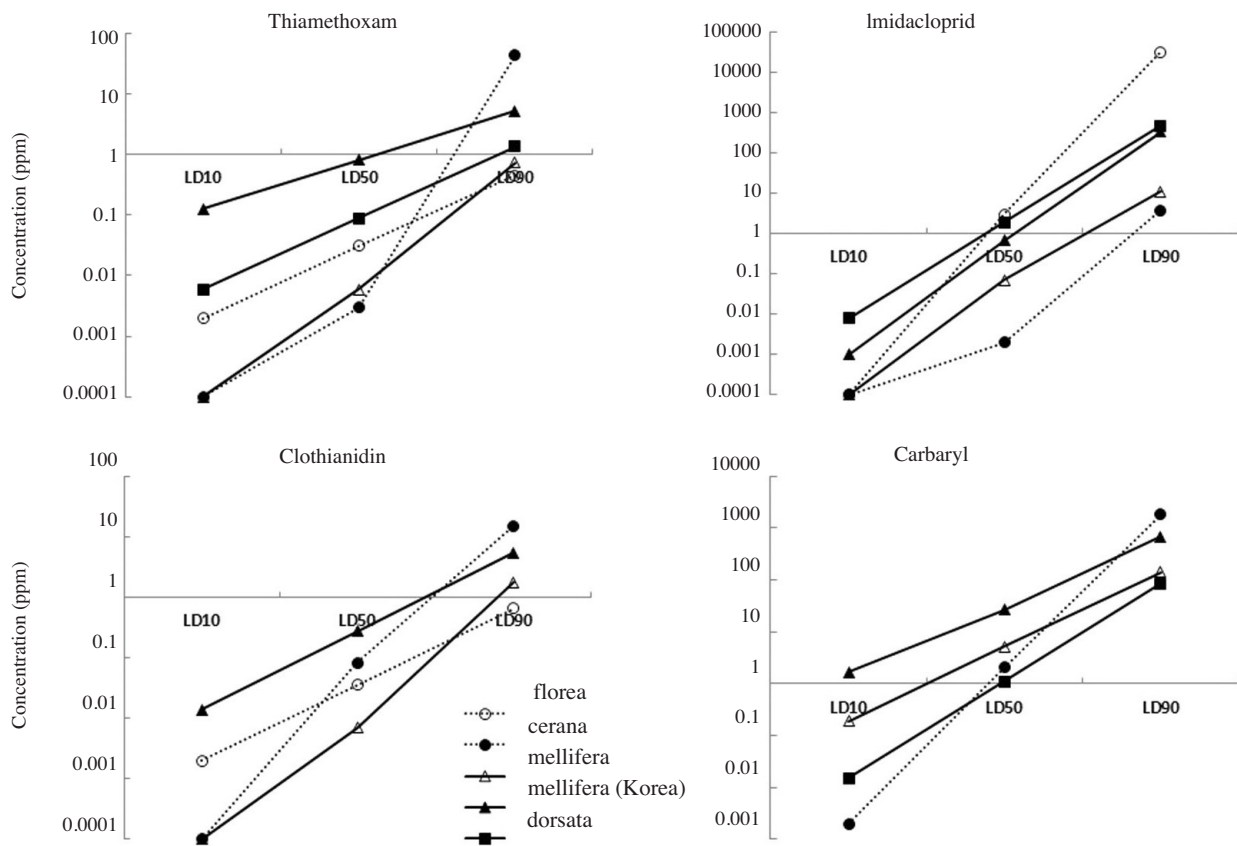 Thiamethoxam
Concentration (ppm)
100
10
1
0.1
0.01
0.001
0.0001
LD10
LD50
LD90
Imidacloprid
100000
10000
1000
100
10
1
0.1
0.01
0.001
0.0001
LD10
LD50
LD90
Clothianidin
Concentration (ppm)
100
10
1
0.1
0.01
0.001
0.0001
LD10
LD50
LD90
florea
cerana
mellifera
mellifera (Korea)
dorsata
Carbaryl
10000
1000
100
10
1
0.1
0.01
0.001
LD10
LD50
LD90